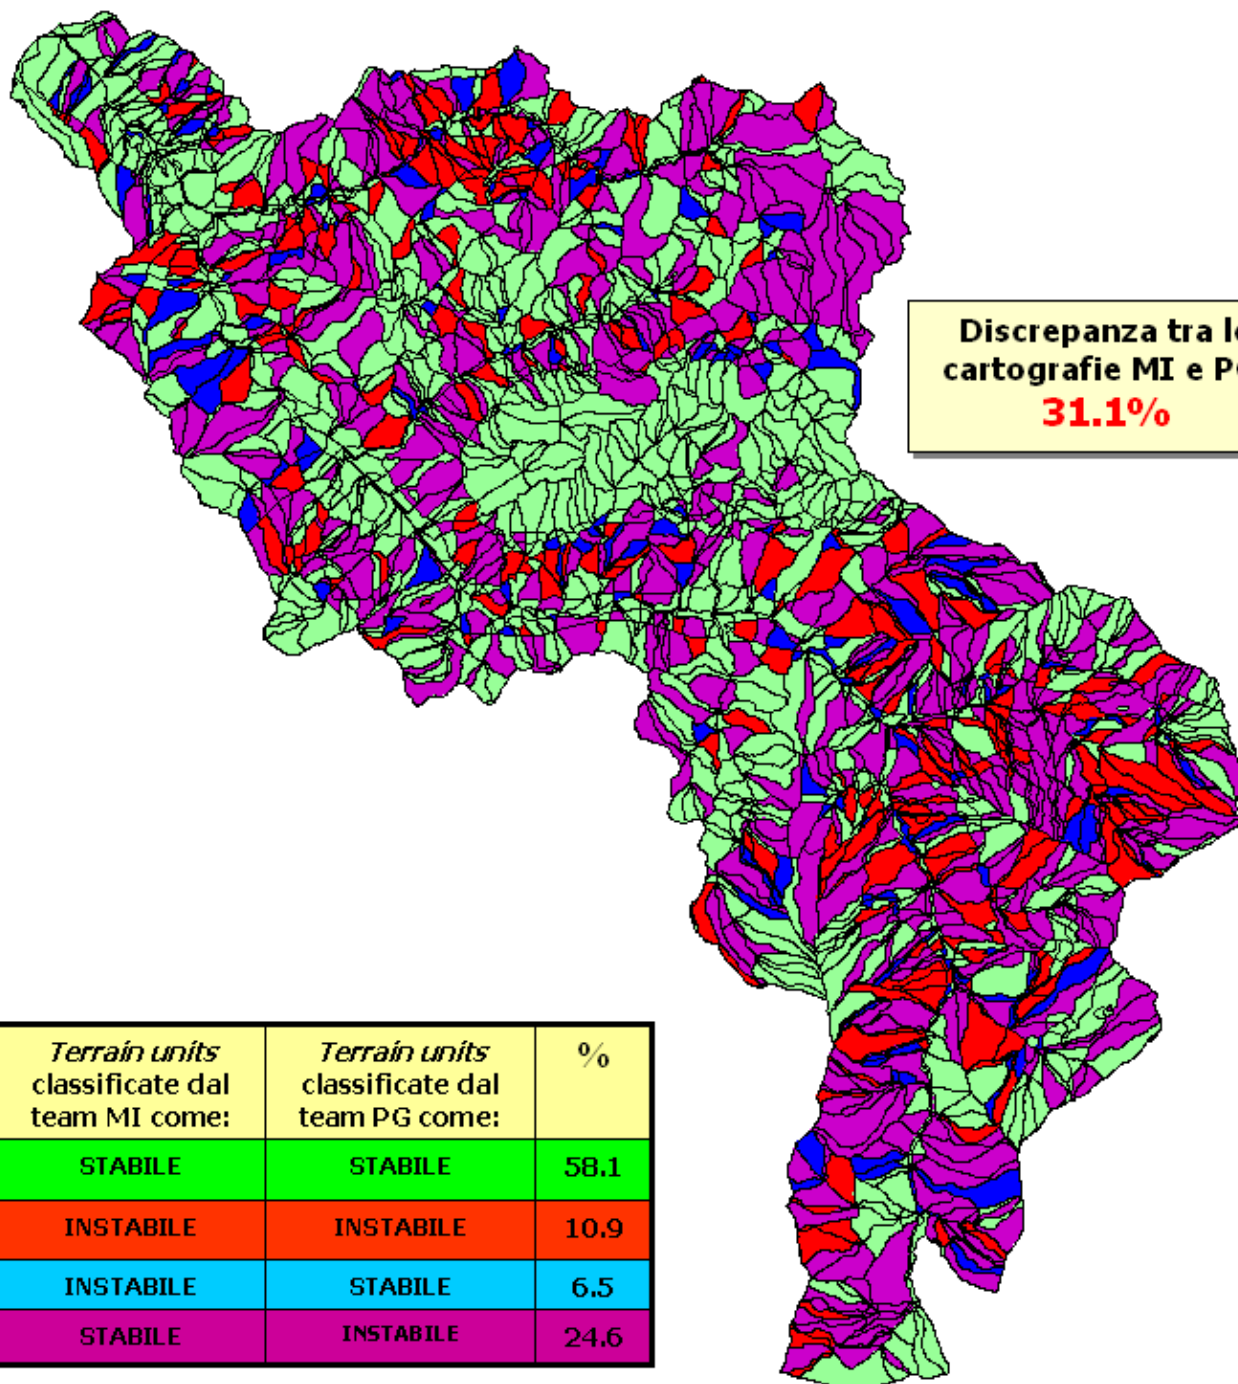 Discrepanza tra l
cartografie MI e P
31.1%
Terrain units
classificate dal
team MI come:
Terrain units
classificate dal
team PG come:
%
STABILE STABILE 58.1
INSTABILE INSTABILE 10.9
INSTABILE STABILE 6.5
STABILE INSTABILE 24.6